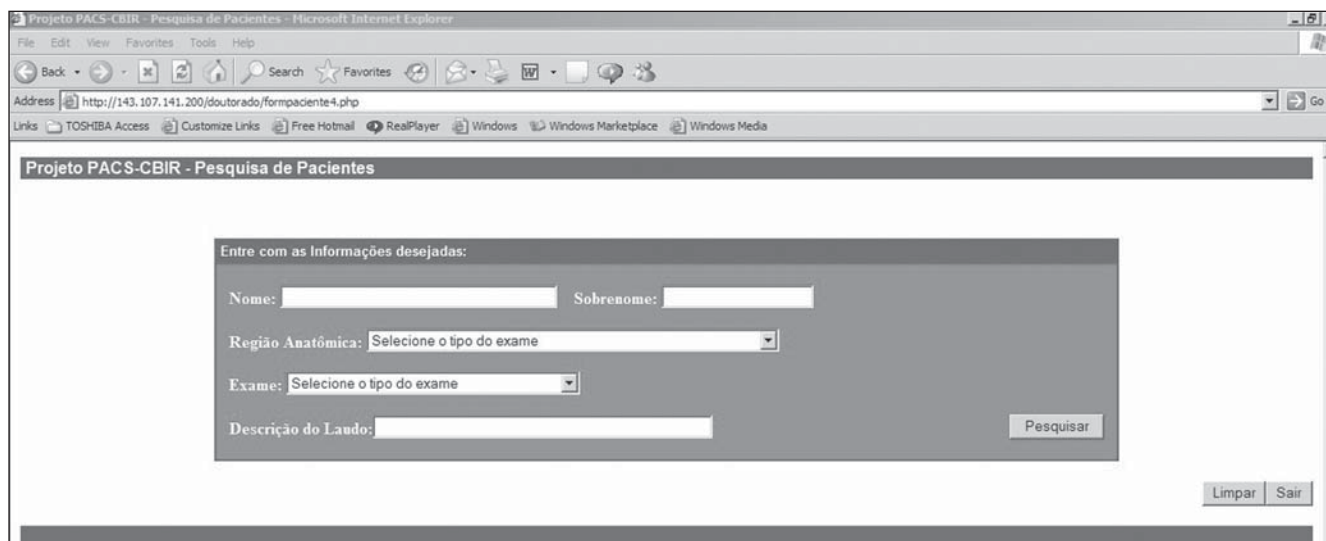 Projeto PACS-CBIR - Pesquisa de Pacientes - Microsoft Internet Explorer
File Edit View Favorites Tools Help
Back Search Favorites
Address http://143.107.141.200/doutorado/formpaciente4.php Go
Links TOSHIBA Access Customize Links Free Hotmail RealPlayer Windows Windows Marketplace Windows Media
Projeto PACS-CBIR - Pesquisa de Pacientes
Entre com as Informações desejadas:
Nome: Sobrenome:
Região Anatômica: Selecione o tipo do exame
Exame: Selecione o tipo do exame
Descrição do Laudo: Pesquisar
Limpar Sair